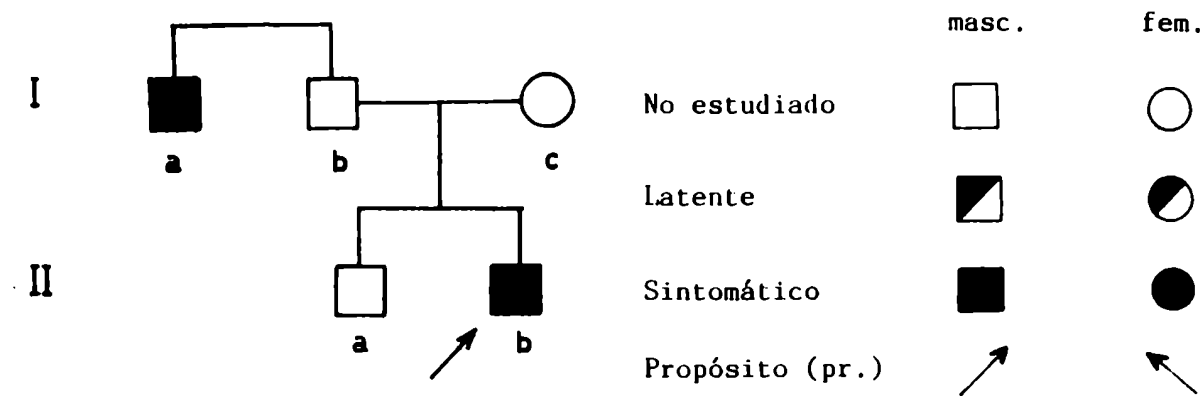 masc. fem.
I
No estudiado
a b c
Latente
II
Sintomático
a b
Propósito (pr.)